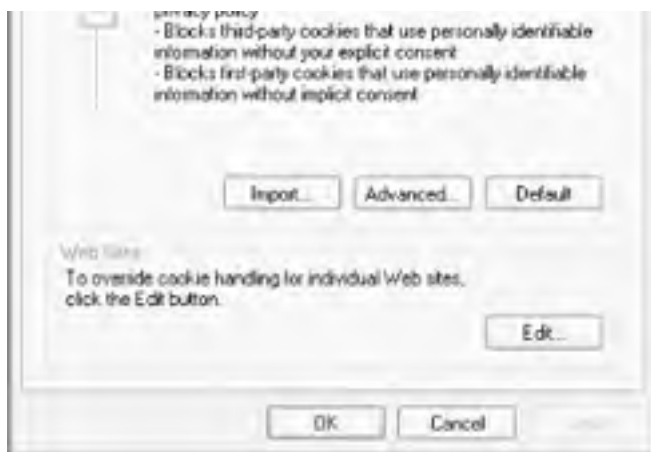 privacy policy
- Blocks third-party cookies that use personally identifiable
information without your explicit consent
- Blocks first-party cookies that use personally identifiable
information without implicit consent
Import... Advanced... Default
Web Sites
To override cookie handling for individual Web sites,
click the Edit button.
Edit...
OK Cancel